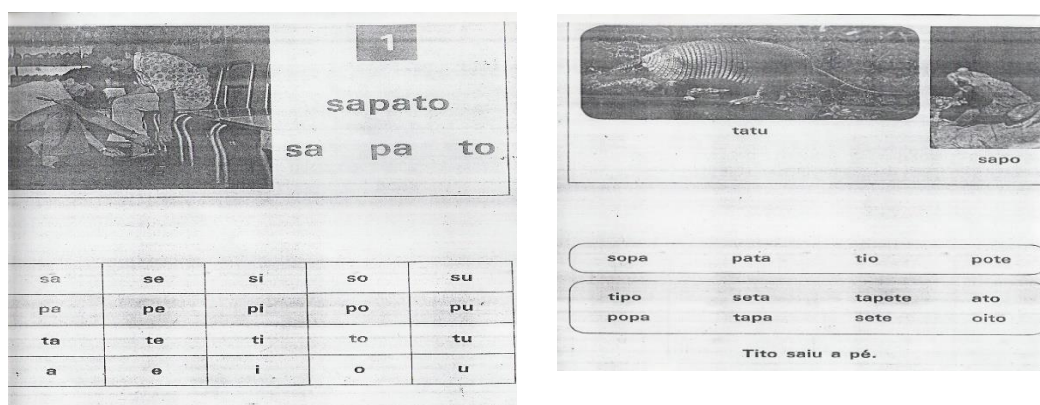 1
sapato
sa pa to
sa se si so su
pa pe pi po pu
ta te ti to tu
a e i o u
tatu
sapo
sopa pata tio pote
tipo seta tapete ato
popa tapa sete oito
Tito saiu a pé.